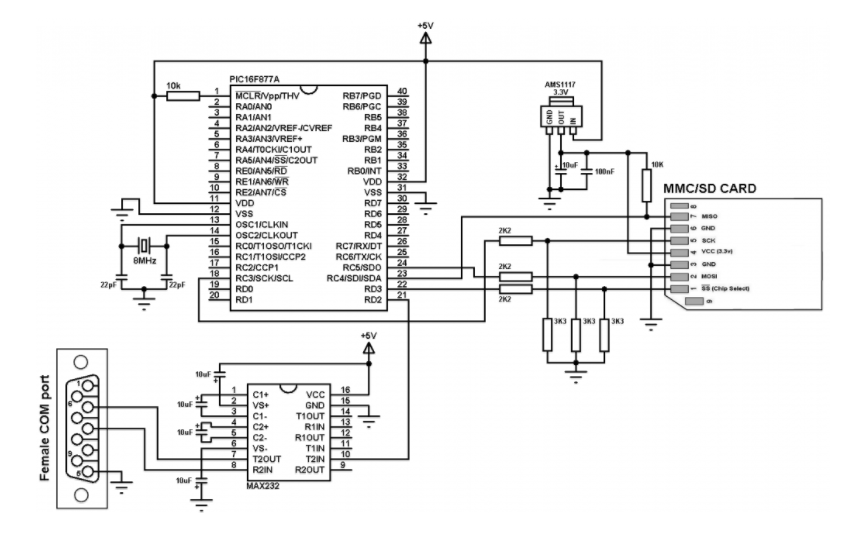 +5V
PIC16F877A
10k
1 MCLR/Vpp/THV RB7/PGD 40
2 RA0/AN0 RB6/PGC 39
3 RA1/AN1 RB5 38
4 RA2/AN2/VREF-/CVREF RB4 37
5 RA3/AN3/VREF+ RB3/PGM 36
6 RA4/T0CKI/C1OUT RB2 35
7 RA5/AN4/SS/C2OUT RB1 34
8 RE0/AN5/RD RB0/INT 33
9 RE1/AN6/WR VDD 32
10 RE2/AN7/CS VSS 31
11 VDD RD7 30
12 VSS RD6 29
13 OSC1/CLKIN RD5 28
14 OSC2/CLKOUT RD4 27
15 RC0/T1OSO/T1CKI RC7/RX/DT 26
16 RC1/T1OSI/CCP2 RC6/TX/CK 25
17 RC2/CCP1 RC5/SDO 24
18 RC3/SCK/SCL RC4/SDI/SDA 23
19 RD0 RD3 22
20 RD1 RD2 21
8MHz
22pF 22pF
AMS1117
3.3V
GND OUT IN
10uF 100nF
10K
MMC/SD CARD
8
7 MISO
6 GND
5 SCK
4 VCC (3.3v)
3 GND
2 MOSI
1 SS (Chip Select)
9
2K2
2K2
2K2
3K3 3K3 3K3
+5V
10uF
10uF
10uF
10uF
1 C1+ VCC 16
2 VS+ GND 15
3 C1- T1OUT 14
4 C2+ R1IN 13
5 C2- R1OUT 12
6 VS- T1IN 11
7 T2OUT T2IN 10
8 R2IN R2OUT 9
MAX232
Female COM port
1
6
9
5